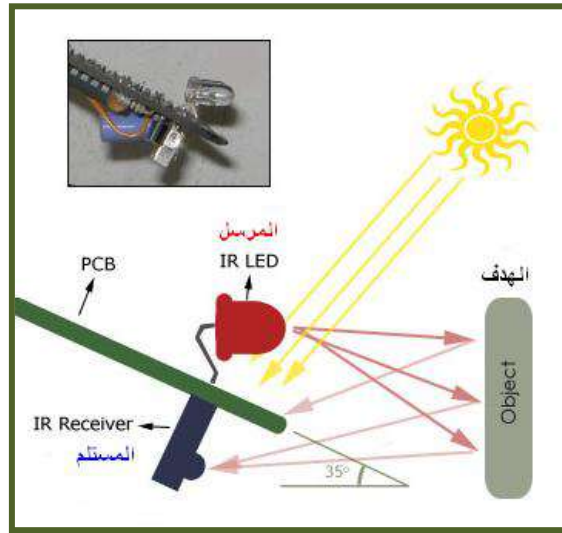 المرسل
IR LED
PCB
الهدف
Object
IR Receiver
المستلم
35°